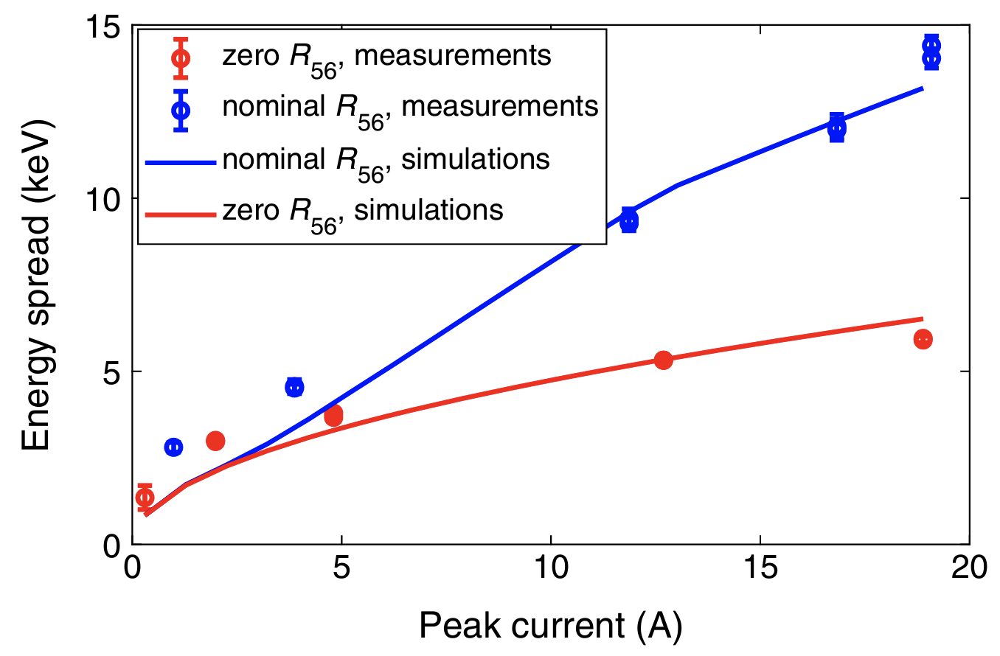 15
10
5
0
0 5 10 15 20
Energy spread (keV)
Peak current (A)
zero R56, measurements
nominal R56, measurements
nominal R56, simulations
zero R56, simulations